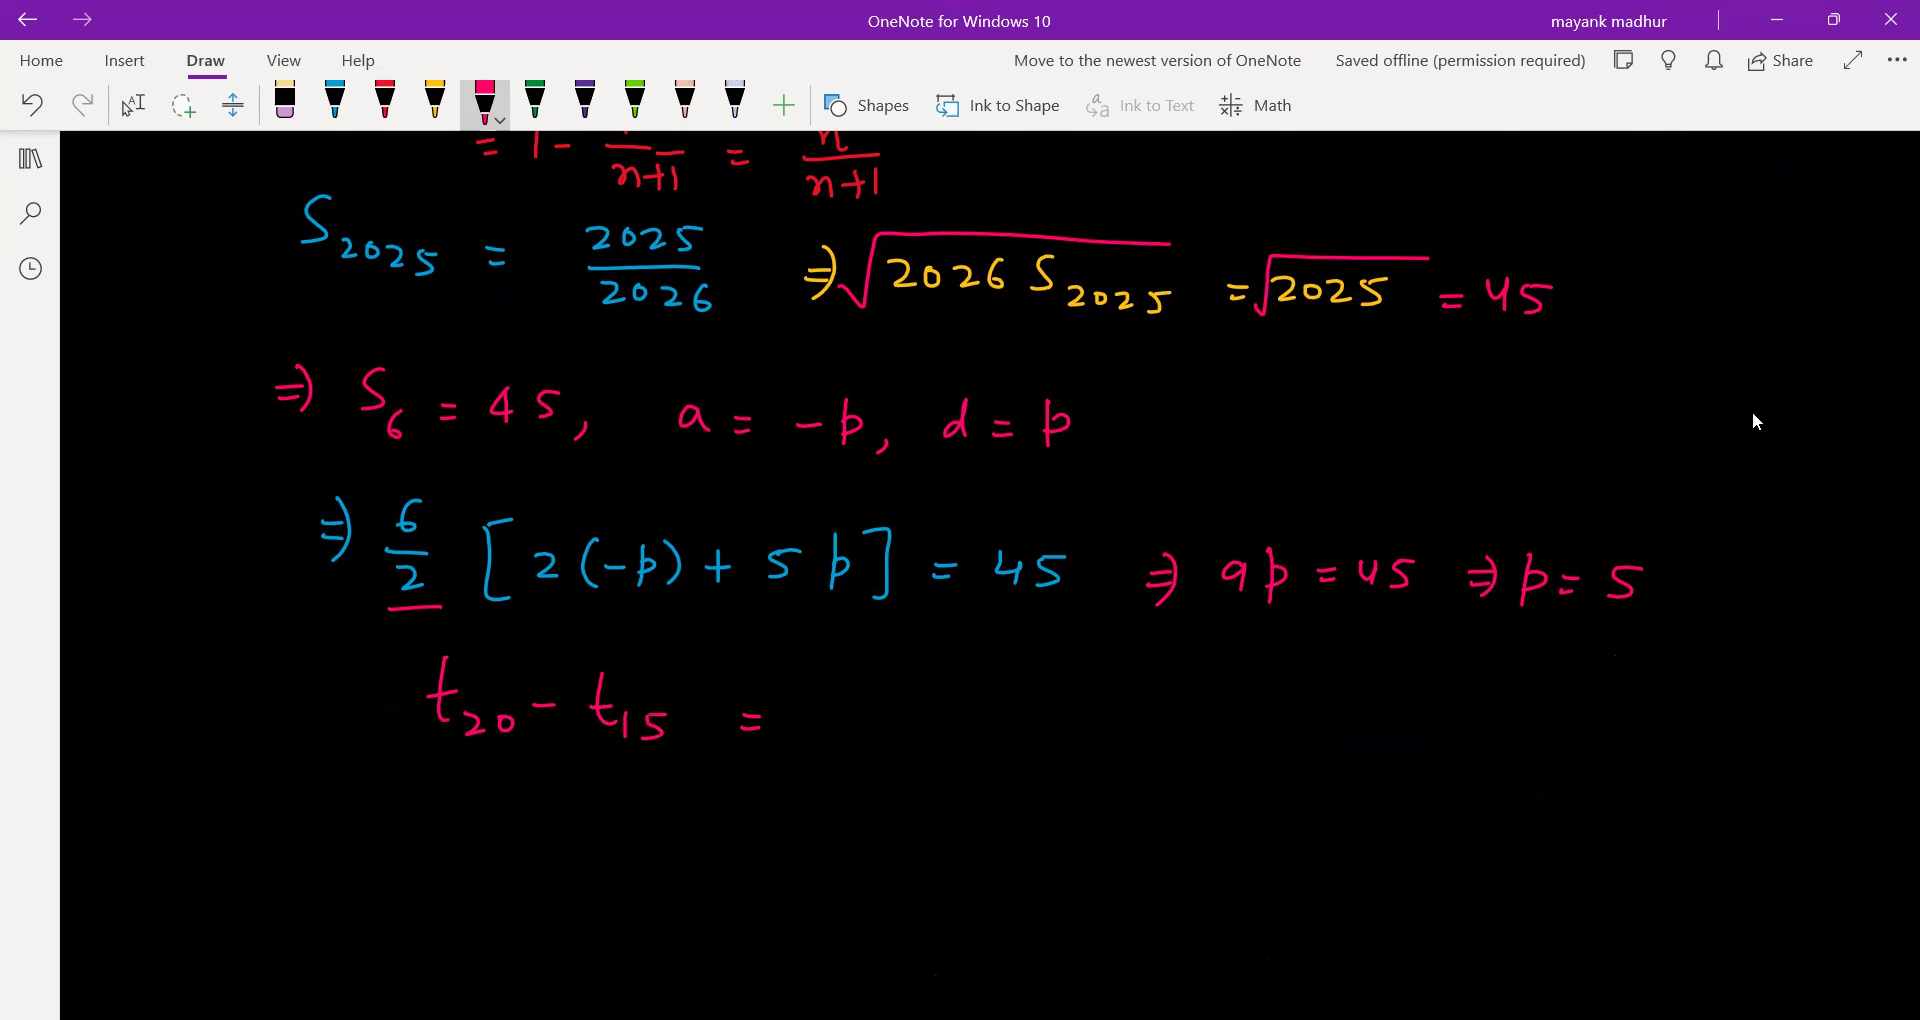 OneNote for Windows 10 mayank madhur
Home Insert Draw View Help Move to the newest version of OneNote Saved offline (permission required) Share
Shapes Ink to Shape Ink to Text Math
= 1 - 1/(n+1) = n/(n+1)
S₂₀₂₅ = 2025/2026 ⇒ √(2026 S₂₀₂₅) = √2025 = 45
⇒ S₆ = 45, a = -p, d = p
⇒ 6/2 [2(-p) + 5p] = 45 ⇒ 9p = 45 ⇒ p = 5
t₂₀ - t₁₅ =